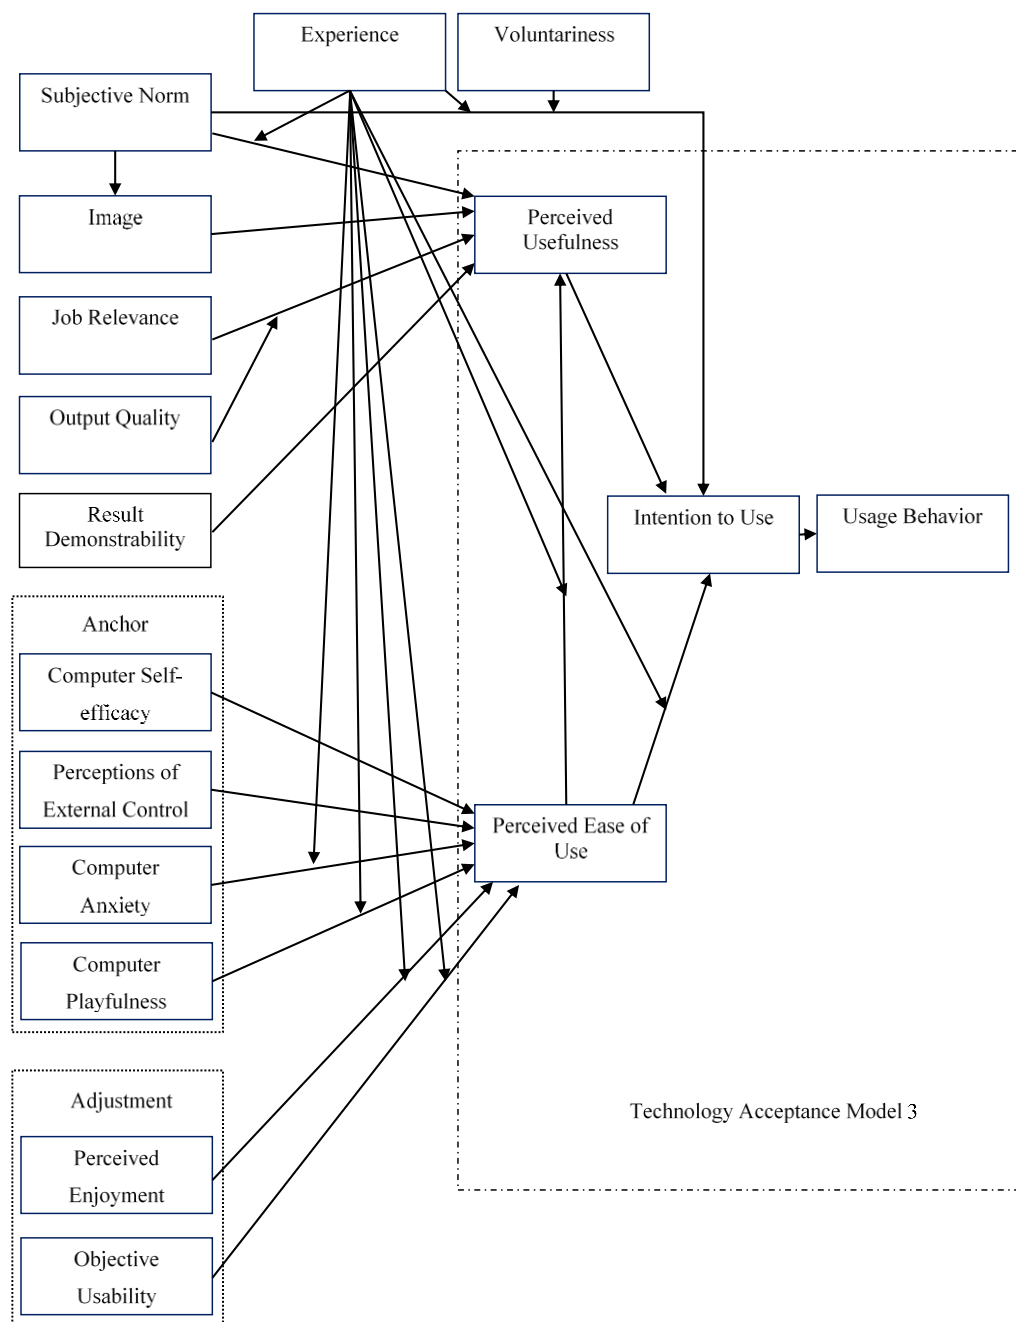 Experience
Voluntariness
Subjective Norm
Image
Perceived
Usefulness
Job Relevance
Output Quality
Result
Demonstrability
Intention to Use
Usage Behavior
Anchor
Computer Self-
efficacy
Perceptions of
External Control
Computer
Anxiety
Computer
Playfulness
Perceived Ease of
Use
Adjustment
Perceived
Enjoyment
Objective
Usability
Technology Acceptance Model 3